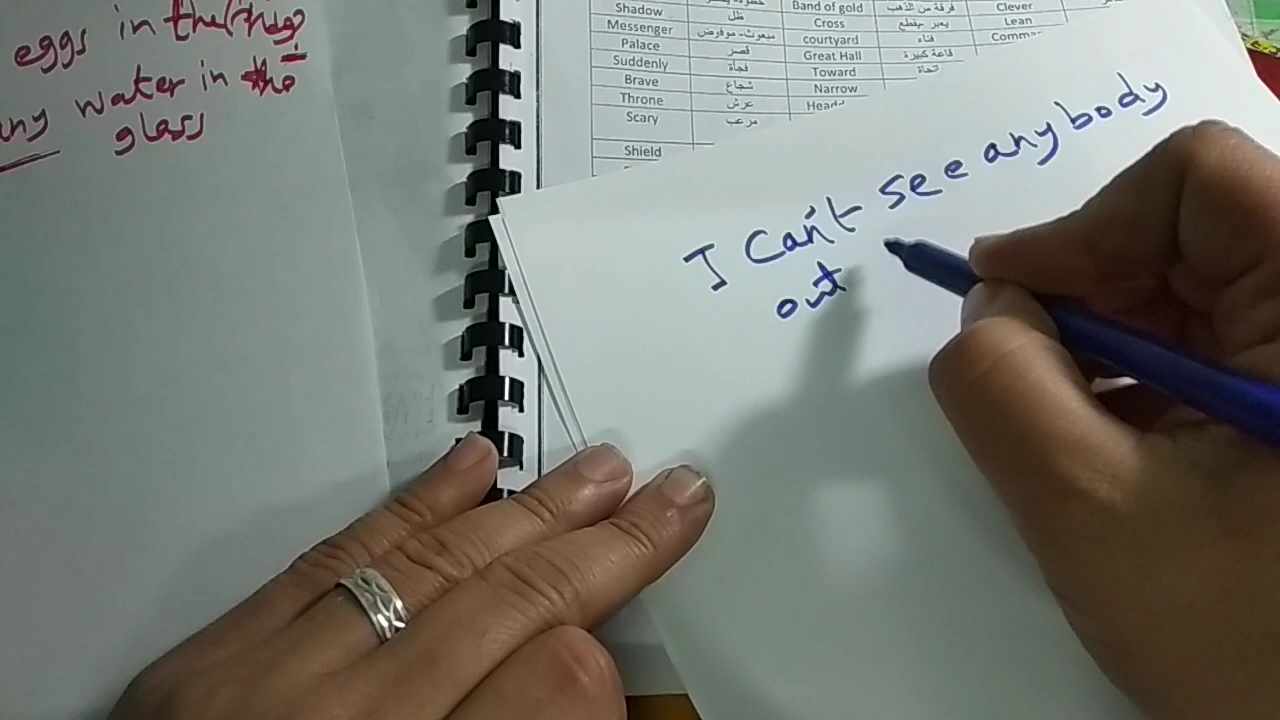 eggs in the fridge
any water in the
glass
Shadow ظل Band of gold فرقة من الذهب Clever
Messenger مبعوث- موفوض Cross يعبر -يقطع Lean
Palace قصر courtyard فناء
Suddenly فجأة Great Hall قاعة كبيرة
Brave شجاع Toward اتجاة
Throne عرش Narrow
Scary مرعب
Shield
I Can't see anybody
out